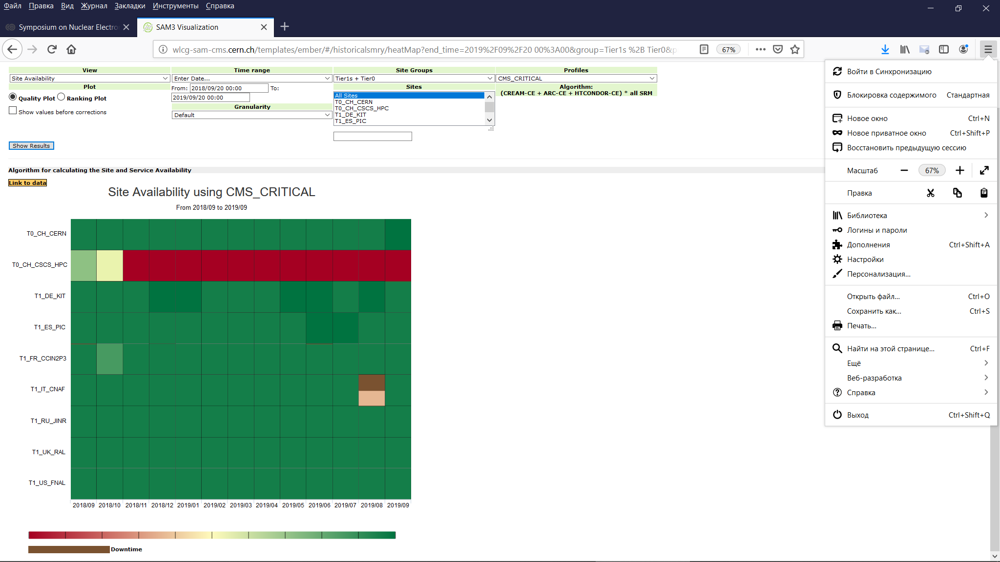 Файл Правка Вид Журнал Закладки Инструменты Справка
Symposium on Nuclear Electro
SAM3 Visualization
wlcg-sam-cms.cern.ch/templates/ember/#/historicalsmry/heatMap?end_time=2019%2F09%2F20 00%3A00&group=Tier1s %2B Tier0&p
67%
View Time range Site Groups Profiles
Site Availability Enter Date... Tier1s + Tier0 CMS_CRITICAL
Plot
From: 2018/09/20 00:00 To:
2019/09/20 00:00
Sites
Algorithm:
(CREAM-CE + ARC-CE + HTCONDOR-CE) * all SRM
Quality Plot Ranking Plot
Show values before corrections
Granularity
Default
All Sites
T0_CH_CERN
T0_CH_CSCS_HPC
T1_DE_KIT
T1_ES_PIC
Show Results
Algorithm for calculating the Site and Service Availability
Link to data
Site Availability using CMS_CRITICAL
From 2018/09 to 2019/09
T0_CH_CERN
T0_CH_CSCS_HPC
T1_DE_KIT
T1_ES_PIC
T1_FR_CCIN2P3
T1_IT_CNAF
T1_RU_JINR
T1_UK_RAL
T1_US_FNAL
2018/09 2018/10 2018/11 2018/12 2019/01 2019/02 2019/03 2019/04 2019/05 2019/06 2019/07 2019/08 2019/09
Downtime
Войти в Синхронизацию
Блокировка содержимого Стандартная
Новое окно Ctrl+N
Новое приватное окно Ctrl+Shift+P
Восстановить предыдущую сессию
Масштаб 67%
Правка
Библиотека
Логины и пароли
Дополнения Ctrl+Shift+A
Настройки
Персонализация...
Открыть файл... Ctrl+O
Сохранить как... Ctrl+S
Печать...
Найти на этой странице... Ctrl+F
Ещё
Веб-разработка
Справка
Выход Ctrl+Shift+Q